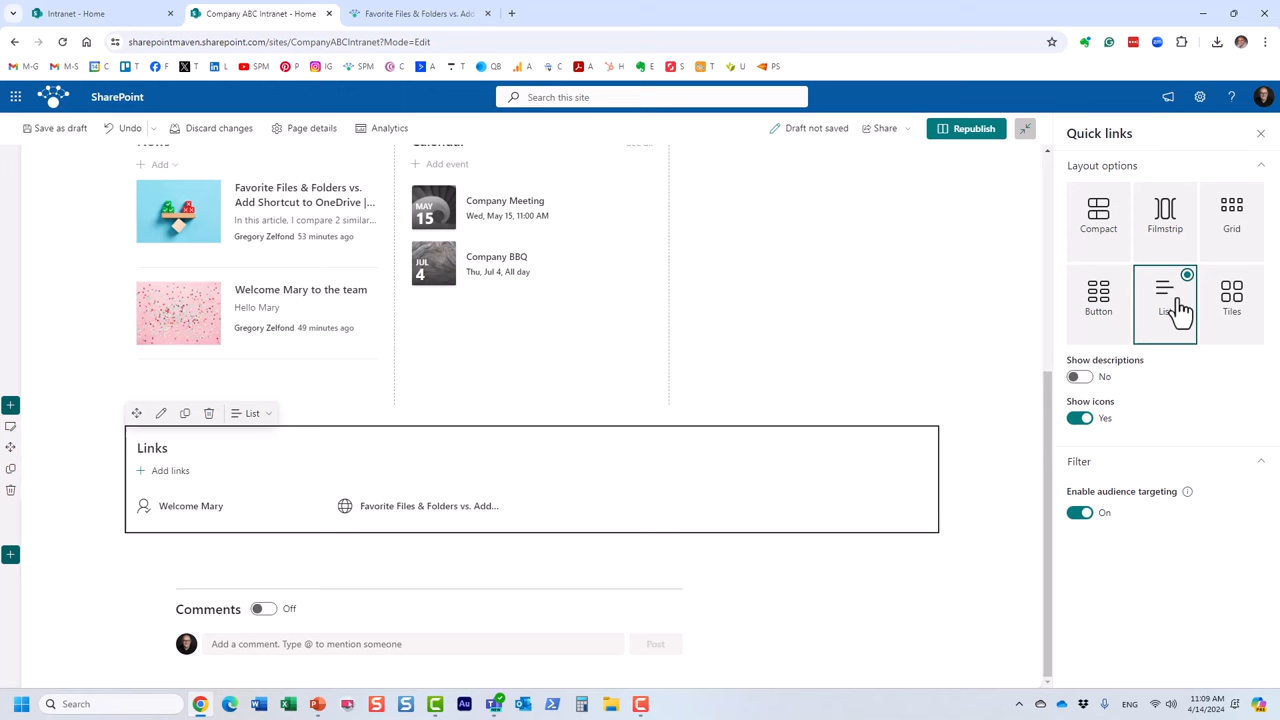 Intranet - Home
Company ABC Intranet - Home
Favorite Files & Folders vs. Add
sharepointmaven.sharepoint.com/sites/CompanyABCIntranet?Mode=Edit
M-G
M-S
C
T
F
X
L
SPM
IG
SPM
C
A
T
QB
A
C
A
H
E
S
T
U
PS
SharePoint
Search this site
Save as draft
Undo
Discard changes
Page details
Analytics
Draft not saved
Share
Republish
Quick links
Add
Add event
Layout options
Favorite Files & Folders vs.
Add Shortcut to OneDrive |...
In this article, I compare 2 similar...
Gregory Zelfond 53 minutes ago
MAY
15
Company Meeting
Wed, May 15, 11:00 AM
JUL
4
Company BBQ
Thu, Jul 4, All day
Welcome Mary to the team
Hello Mary
Gregory Zelfond 49 minutes ago
Compact
Filmstrip
Grid
Button
Tiles
Show descriptions
No
Show icons
Yes
Filter
Enable audience targeting
On
List
Links
Add links
Welcome Mary
Favorite Files & Folders vs. Add...
Comments
Off
Add a comment. Type @ to mention someone
Post
Search
ENG
11:09 AM
4/14/2024